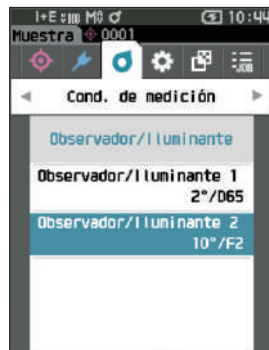 I+E M0 10:44
Muestra 0001
Cond. de medición
Observador/Iluminante
Observador/Iluminante 1
2°/D65
Observador/Iluminante 2
10°/F2